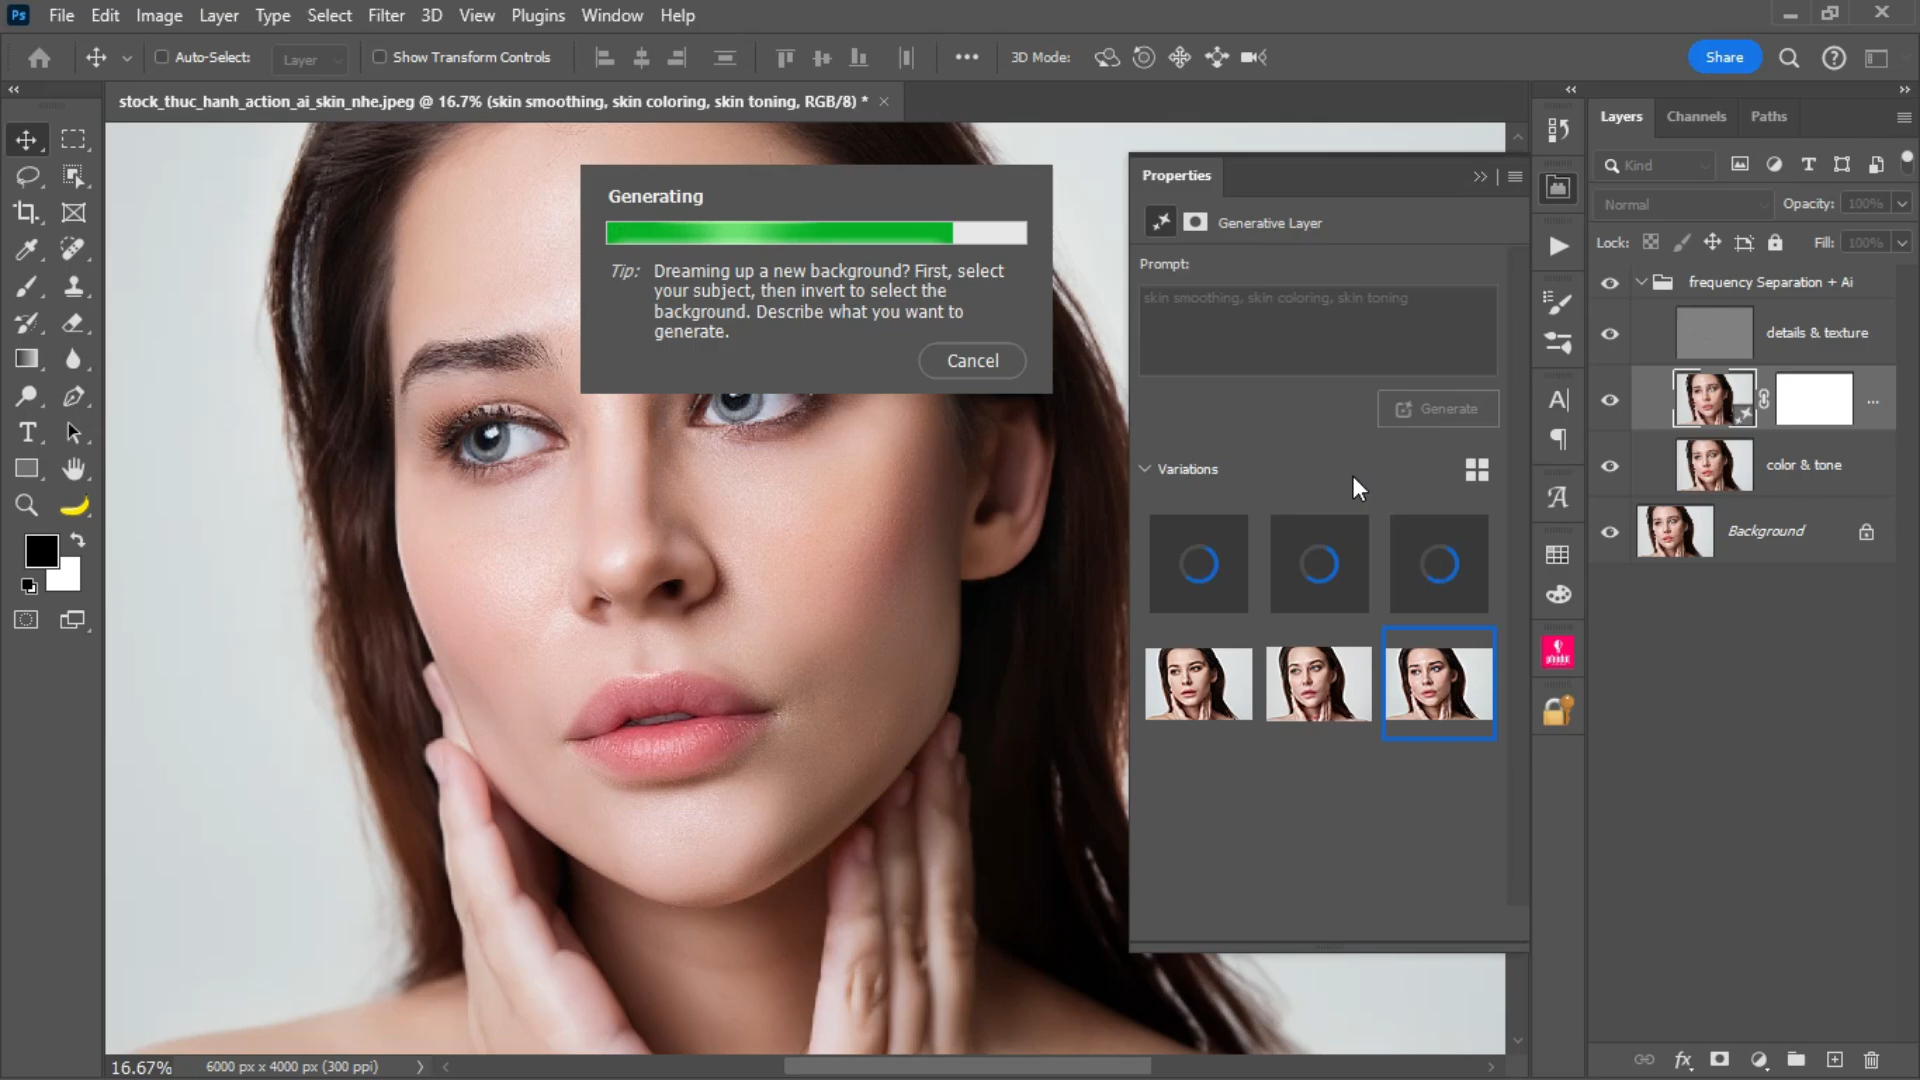 Ps File Edit Image Layer Type Select Filter 3D View Plugins Window Help
Auto-Select: Layer Show Transform Controls 3D Mode: Share
stock_thuc_hanh_action_ai_skin_nhe.jpeg @ 16.7% (skin smoothing, skin coloring, skin toning, RGB/8) *
Generating
Tip: Dreaming up a new background? First, select
your subject, then invert to select the
background. Describe what you want to
generate.
Cancel
Properties
Generative Layer
Prompt:
skin smoothing, skin coloring, skin toning
Generate
Variations
Layers Channels Paths
Kind
Normal Opacity: 100%
Lock: Fill: 100%
frequency Separation + Ai
details & texture
color & tone
Background
16.67% 6000 px x 4000 px (300 ppi)